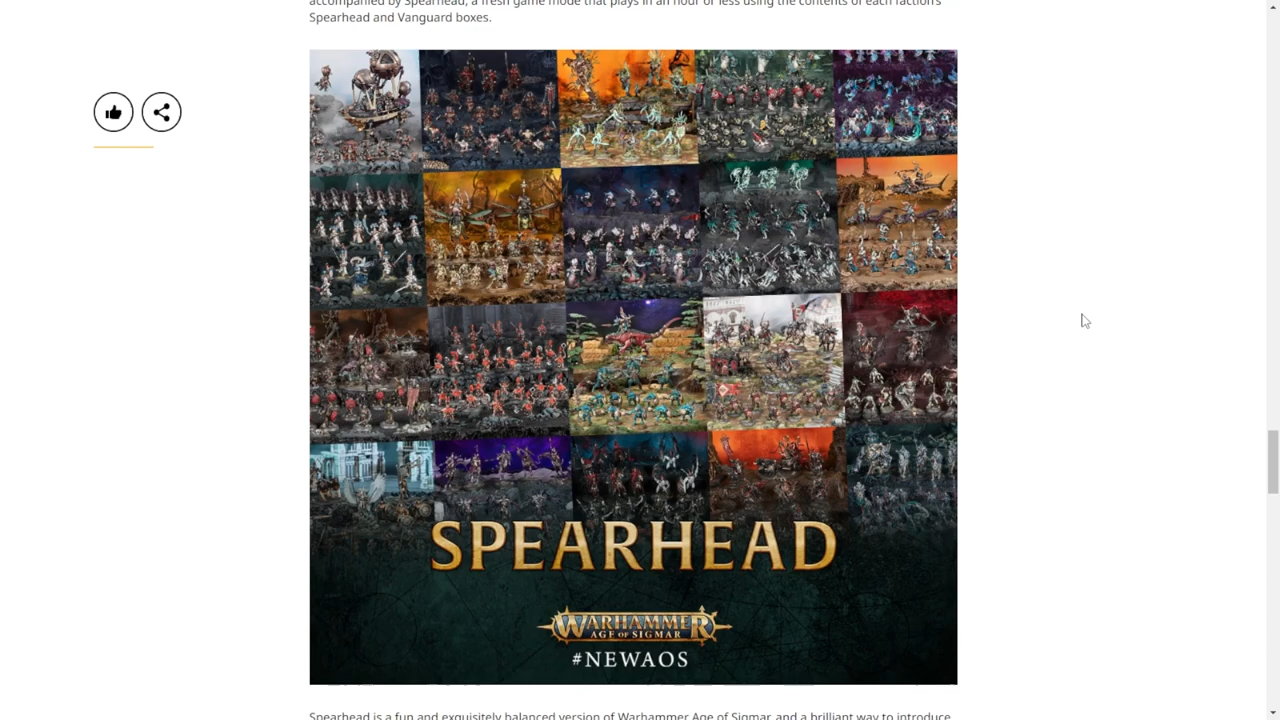 accompanied by Spearhead, a fresh game mode that plays in an hour or less using the contents of each faction's
Spearhead and Vanguard boxes.
SPEARHEAD
WARHAMMER
AGE OF SIGMAR
#NEWAOS
Spearhead is a fun and exquisitely balanced version of Warhammer Age of Sigmar, and a brilliant way to introduce